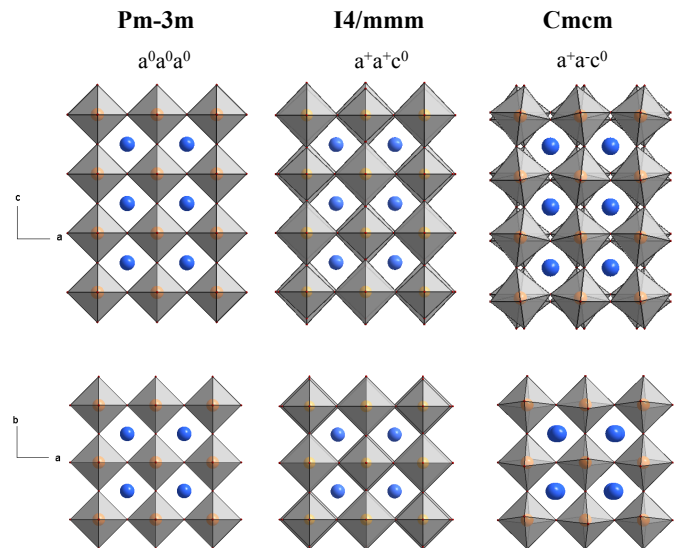 Pm-3m I4/mmm Cmcm
a⁰a⁰a⁰ a⁺a⁺c⁰ a⁺a⁻c⁰
c
a
b
a